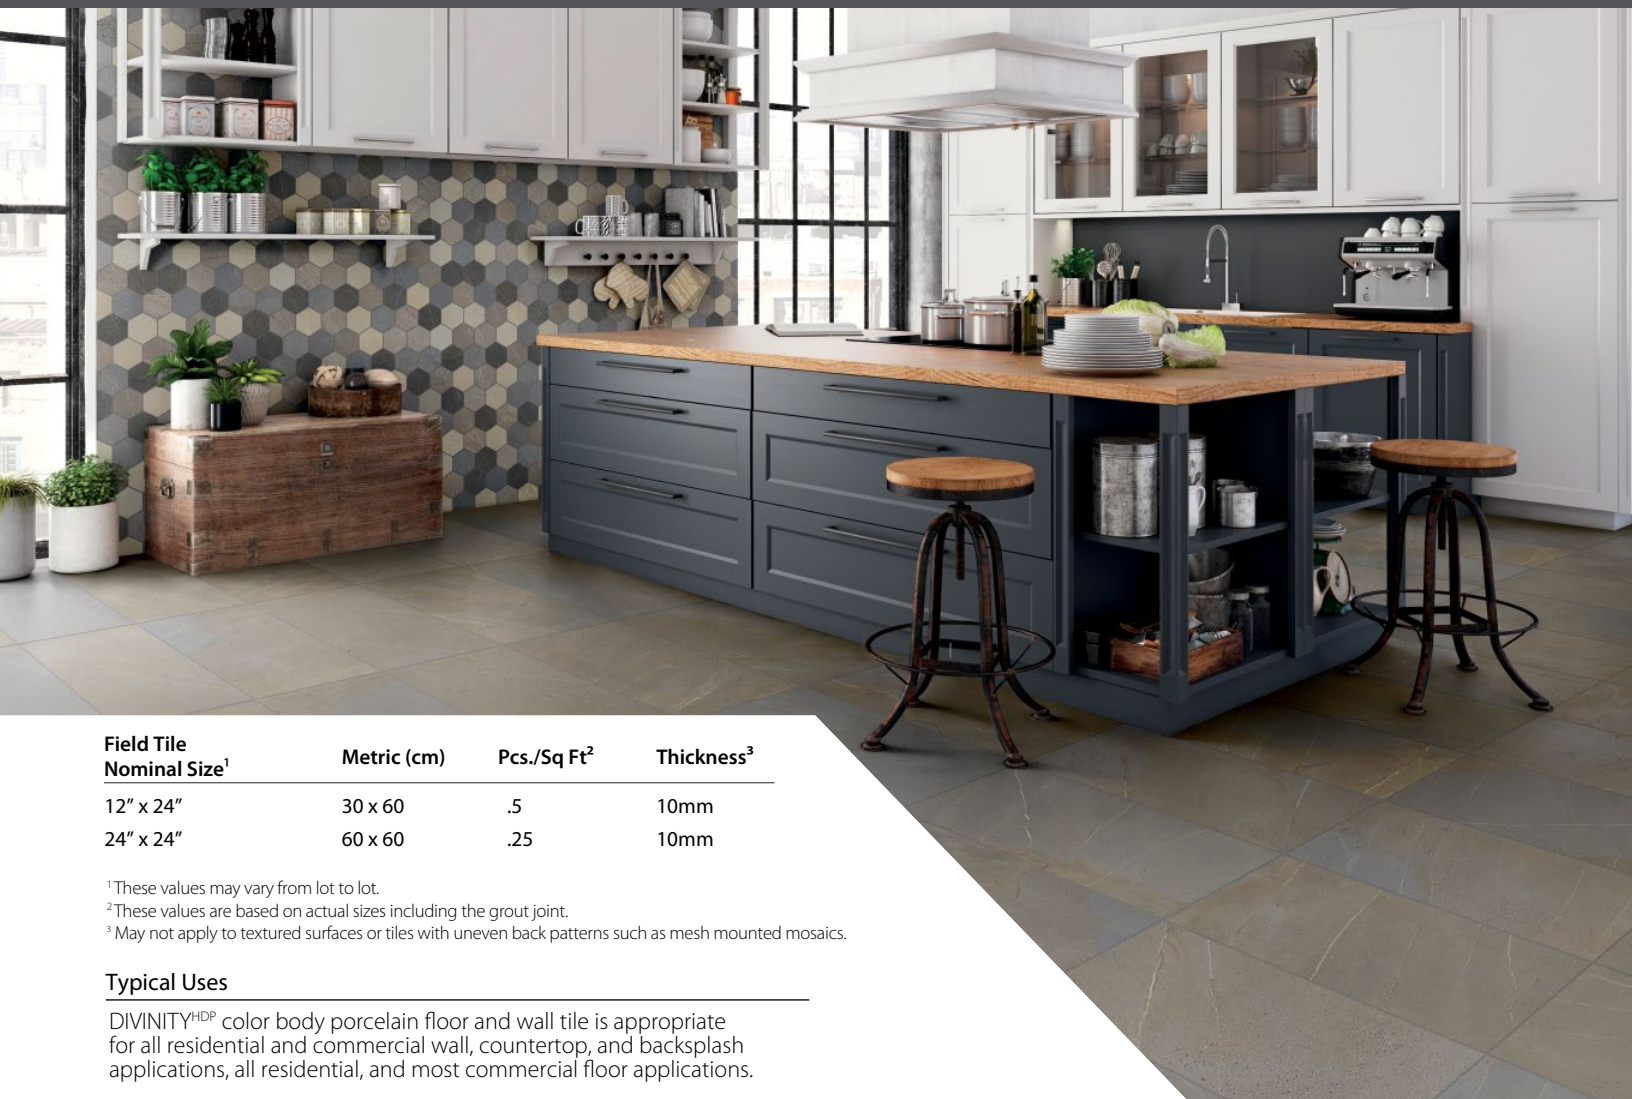 Field Tile
Nominal Size¹ Metric (cm) Pcs./Sq Ft² Thickness³
12” x 24” 30 x 60 .5 10mm
24” x 24” 60 x 60 .25 10mm
¹ These values may vary from lot to lot.
² These values are based on actual sizes including the grout joint.
³ May not apply to textured surfaces or tiles with uneven back patterns such as mesh mounted mosaics.
Typical Uses
DIVINITYᴴᴰᴾ color body porcelain floor and wall tile is appropriate
for all residential and commercial wall, countertop, and backsplash
applications, all residential, and most commercial floor applications.